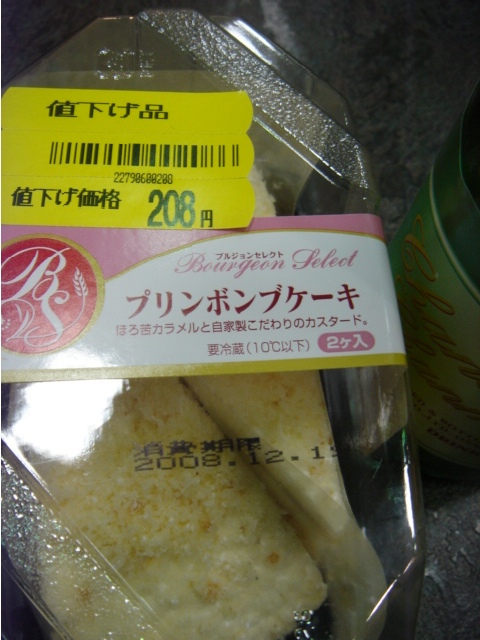 値下げ品
22790600208
値下げ価格 208円
ブルジョンセレクト
Bourgeon Select
BS
プリンボンブケーキ
ほろ苦カラメルと自家製こだわりのカスタード。
要冷蔵(10℃以下) 2ヶ入
消費期限
2008.12.1